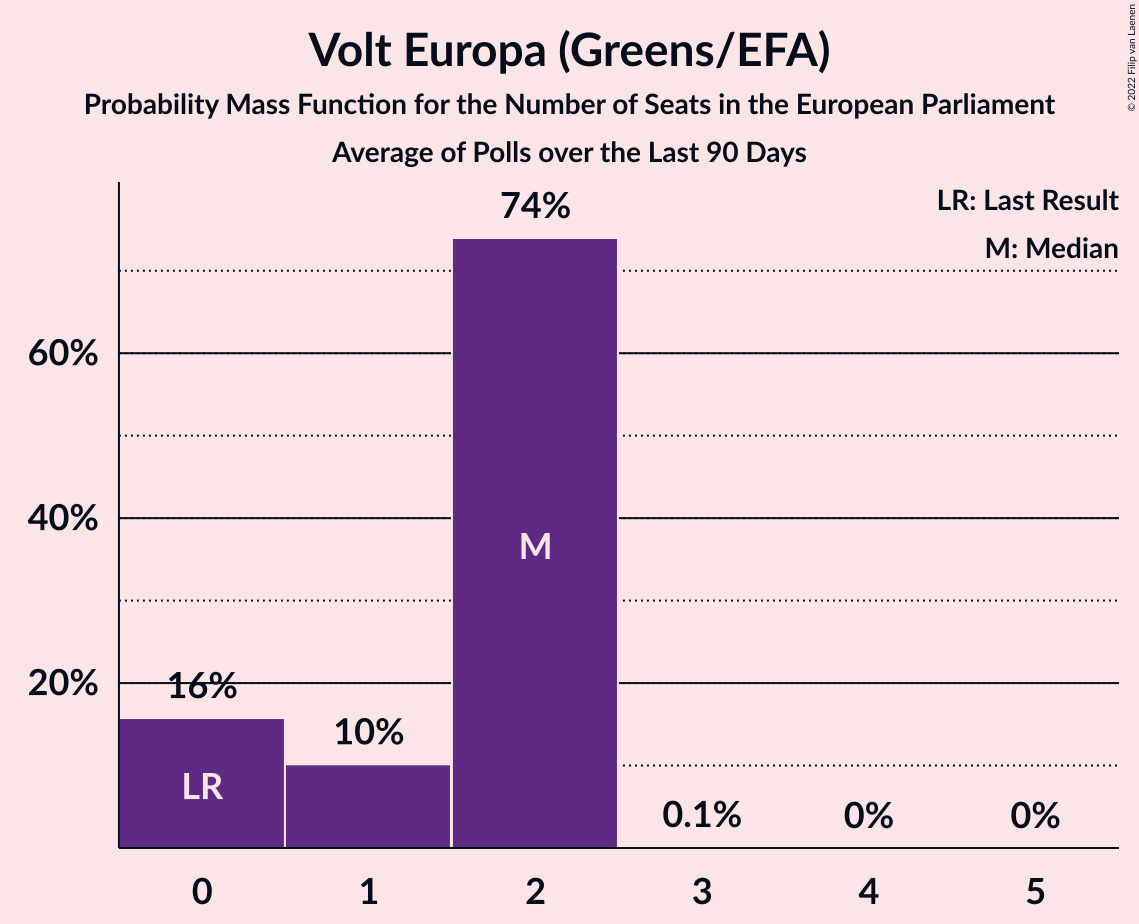 Volt Europa (Greens/EFA)
Probability Mass Function for the Number of Seats in the European Parliament
Average of Polls over the Last 90 Days
© 2022 Filip van Laenen
LR: Last Result
M: Median
74%
60%
40%
M
20%
16%
10%
LR
0.1%
0%
0%
0 1 2 3 4 5